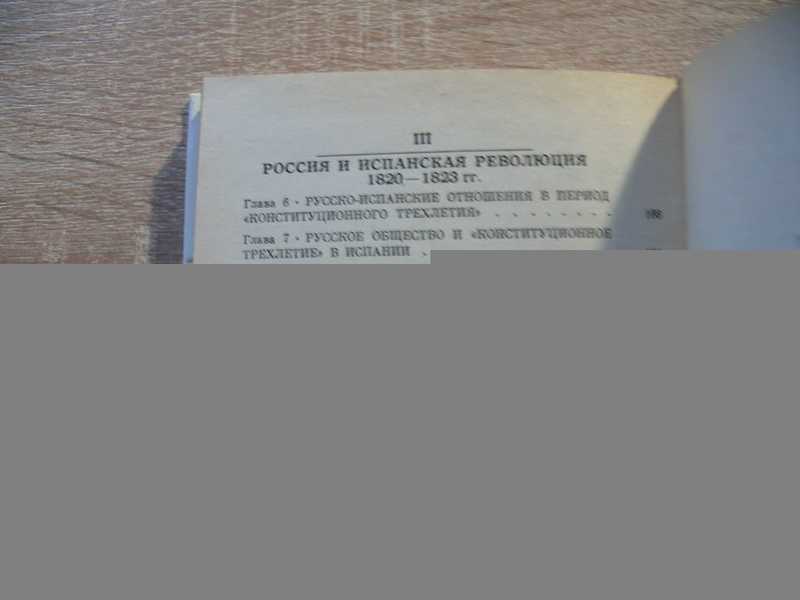 III
РОССИЯ И ИСПАНСКАЯ РЕВОЛЮЦИЯ
1820—1823 гг.
Глава 6 · РУССКО-ИСПАНСКИЕ ОТНОШЕНИЯ В ПЕРИОД
«КОНСТИТУЦИОННОГО ТРЕХЛЕТИЯ» . . . . . . . .
Глава 7 · РУССКОЕ ОБЩЕСТВО И «КОНСТИТУЦИОННОЕ
ТРЕХЛЕТИЕ» В ИСПАНИИ .